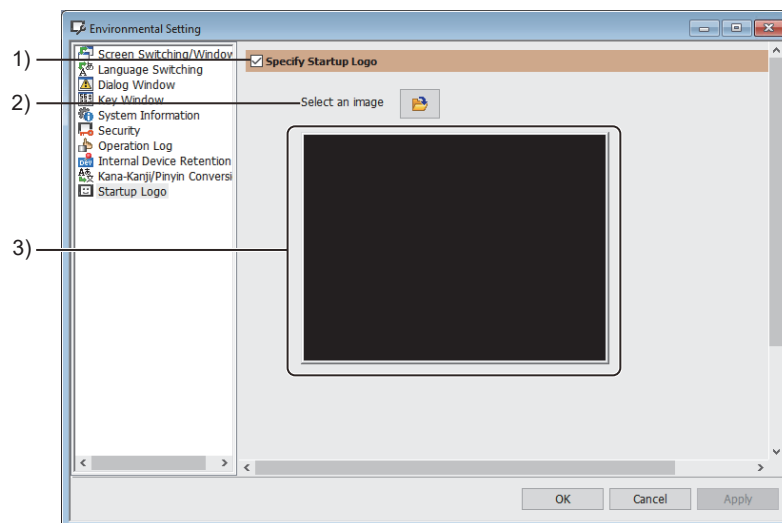 Environmental Setting
1)
2)
3)
Screen Switching/Window
Language Switching
Dialog Window
Key Window
System Information
Security
Operation Log
Internal Device Retention
Kana-Kanji/Pinyin Conversi
Startup Logo
Specify Startup Logo
Select an image
OK
Cancel
Apply